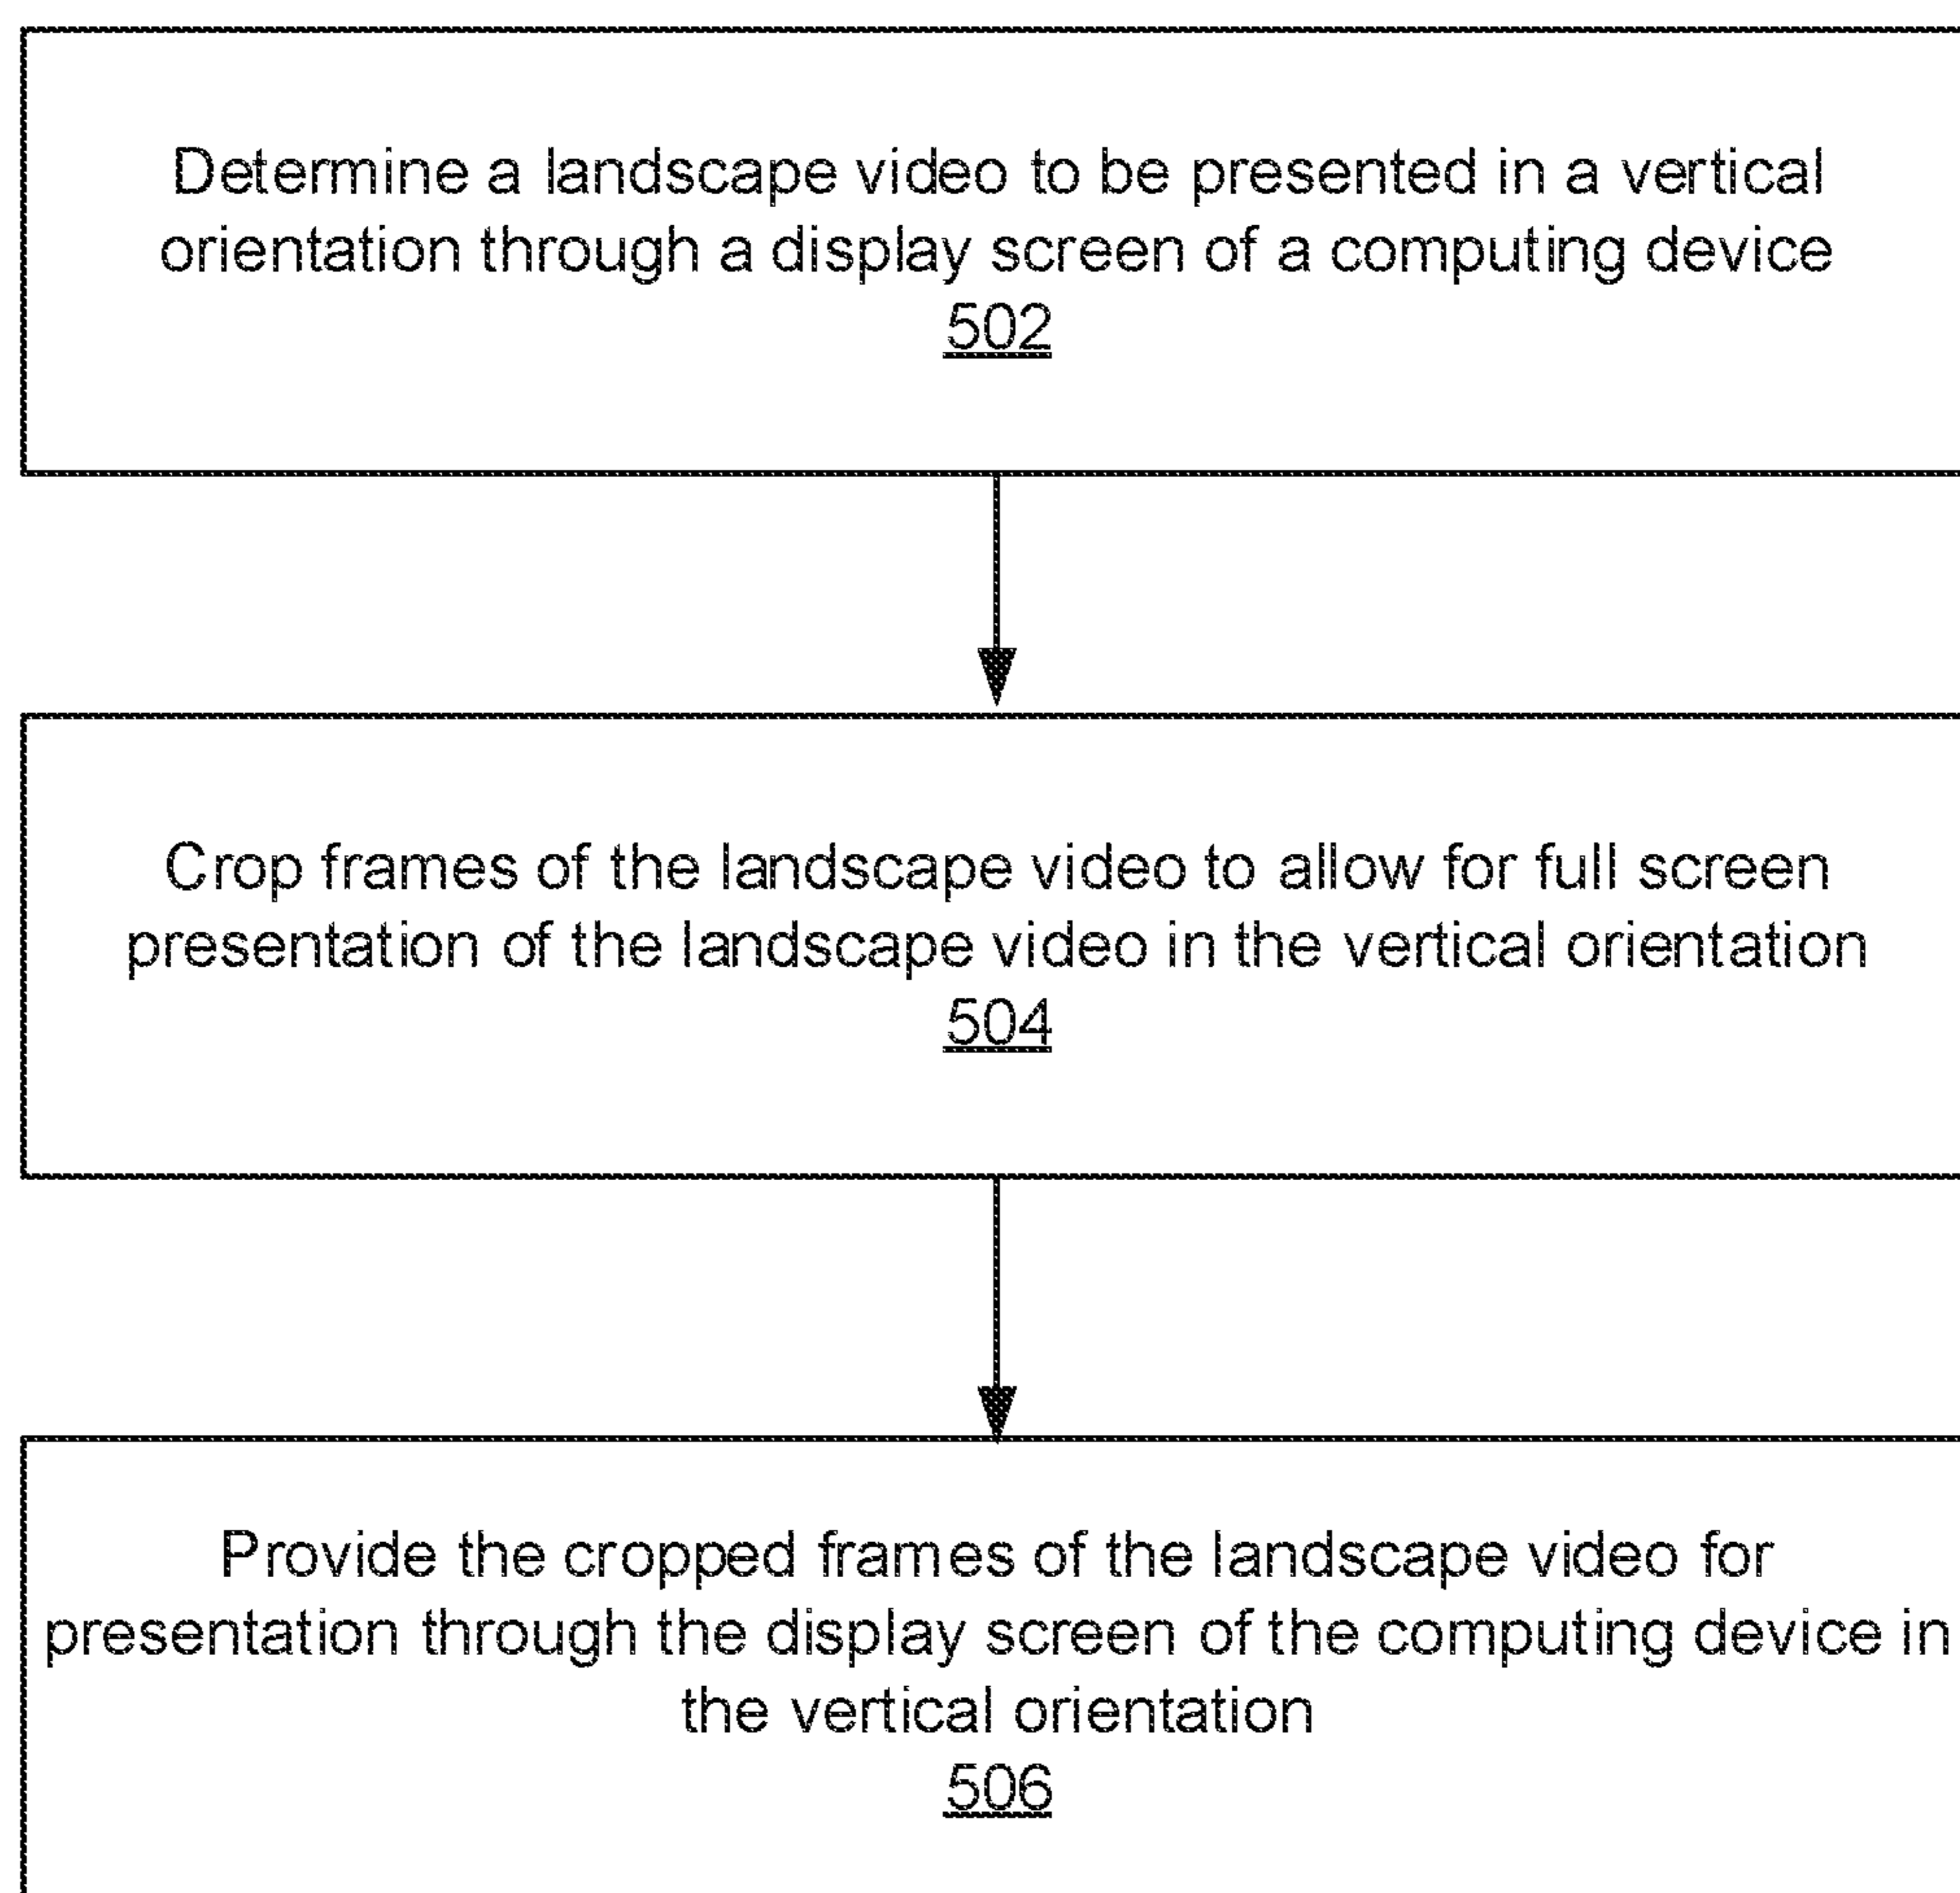 Determine a landscape video to be presented in a vertical
orientation through a display screen of a computing device
502
Crop frames of the landscape video to allow for full screen
presentation of the landscape video in the vertical orientation
504
Provide the cropped frames of the landscape video for
presentation through the display screen of the computing device in
the vertical orientation
506